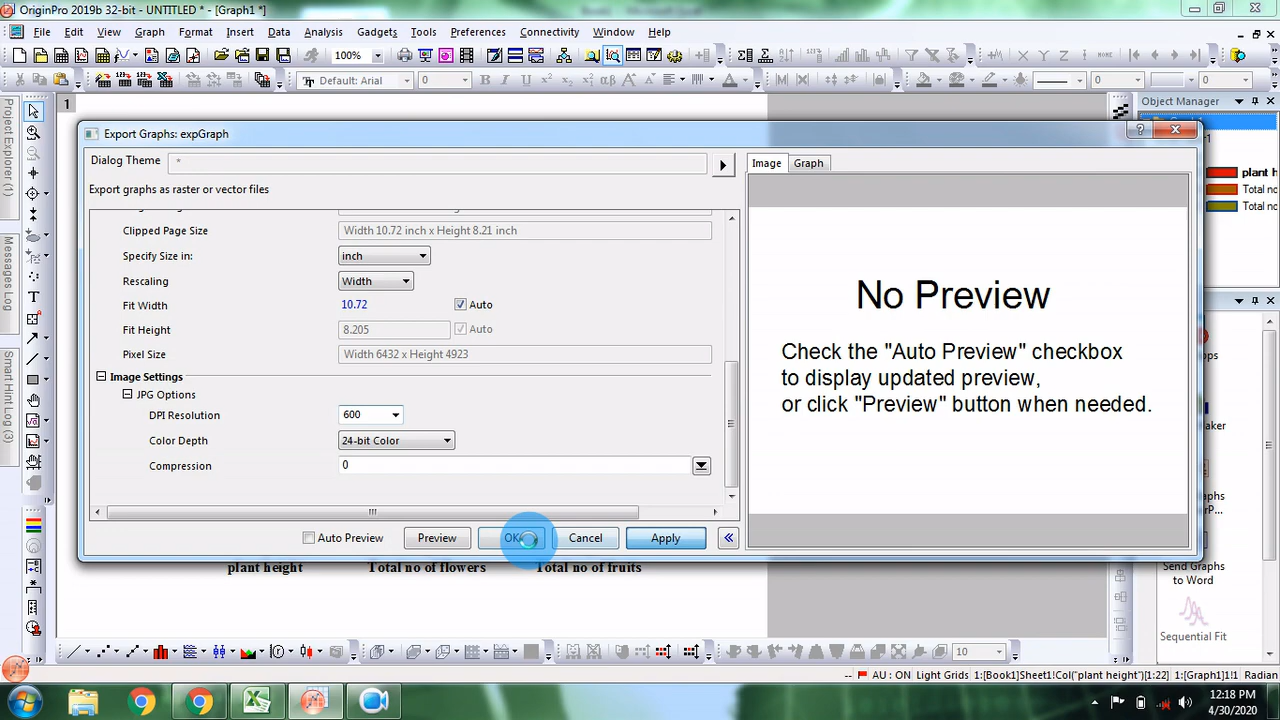 OriginPro 2019b 32-bit - UNTITLED * - [Graph1 *]
File Edit View Graph Format Insert Data Analysis Gadgets Tools Preferences Connectivity Window Help
100%
Default: Arial 0 B I U 0 0
1
Project Explorer (1)
Messages Log
Smart Hint Log (3)
Object Manager
Export Graphs: expGraph
Dialog Theme *
Export graphs as raster or vector files
Clipped Page Size Width 10.72 inch x Height 8.21 inch
Specify Size in: inch
Rescaling Width
Fit Width 10.72 Auto
Fit Height 8.205 Auto
Pixel Size Width 6432 x Height 4923
Image Settings
JPG Options
DPI Resolution 600
Color Depth 24-bit Color
Compression 0
Auto Preview Preview OK Cancel Apply
Image Graph
No Preview
Check the "Auto Preview" checkbox
to display updated preview,
or click "Preview" button when needed.
plant h
Total no
Total no
Send Graphs
to Word
Sequential Fit
plant height Total no of flowers Total no of fruits
10
-- AU : ON Light Grids 1:[Book1]Sheet1!Col("plant height")[1:22] 1:[Graph1]1!1 Radian
12:18 PM
4/30/2020